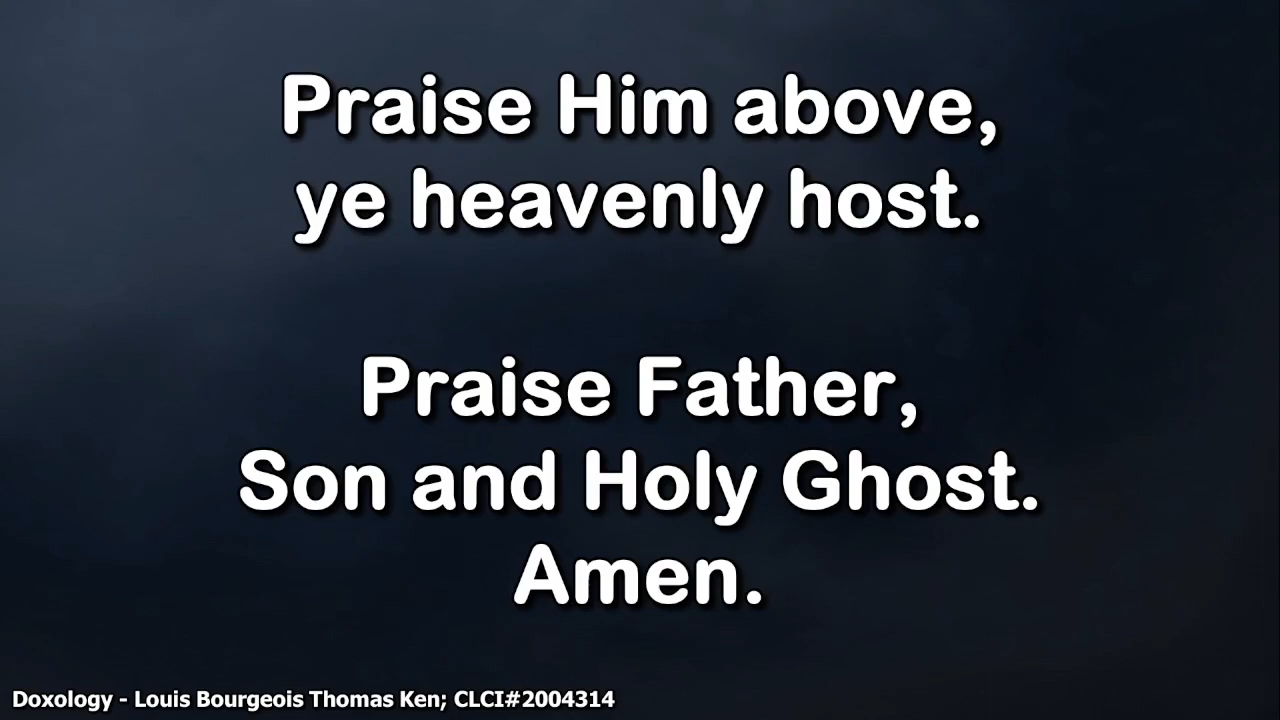 Praise Him above,
ye heavenly host.
Praise Father,
Son and Holy Ghost.
Amen.
Doxology - Louis Bourgeois Thomas Ken; CLCI#2004314